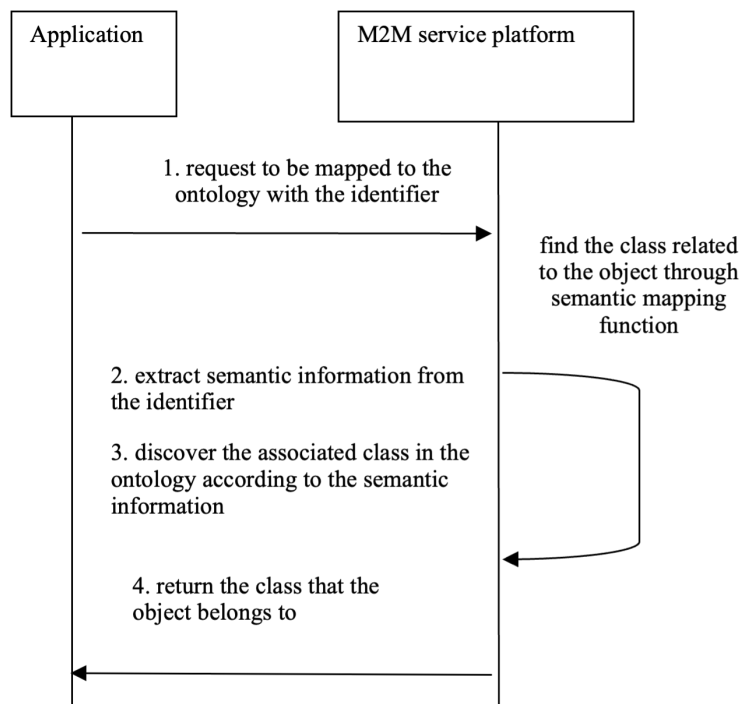 Application
M2M service platform
1. request to be mapped to the
ontology with the identifier
find the class related
to the object through
semantic mapping
function
2. extract semantic information from
the identifier
3. discover the associated class in the
ontology according to the semantic
information
4. return the class that the
object belongs to